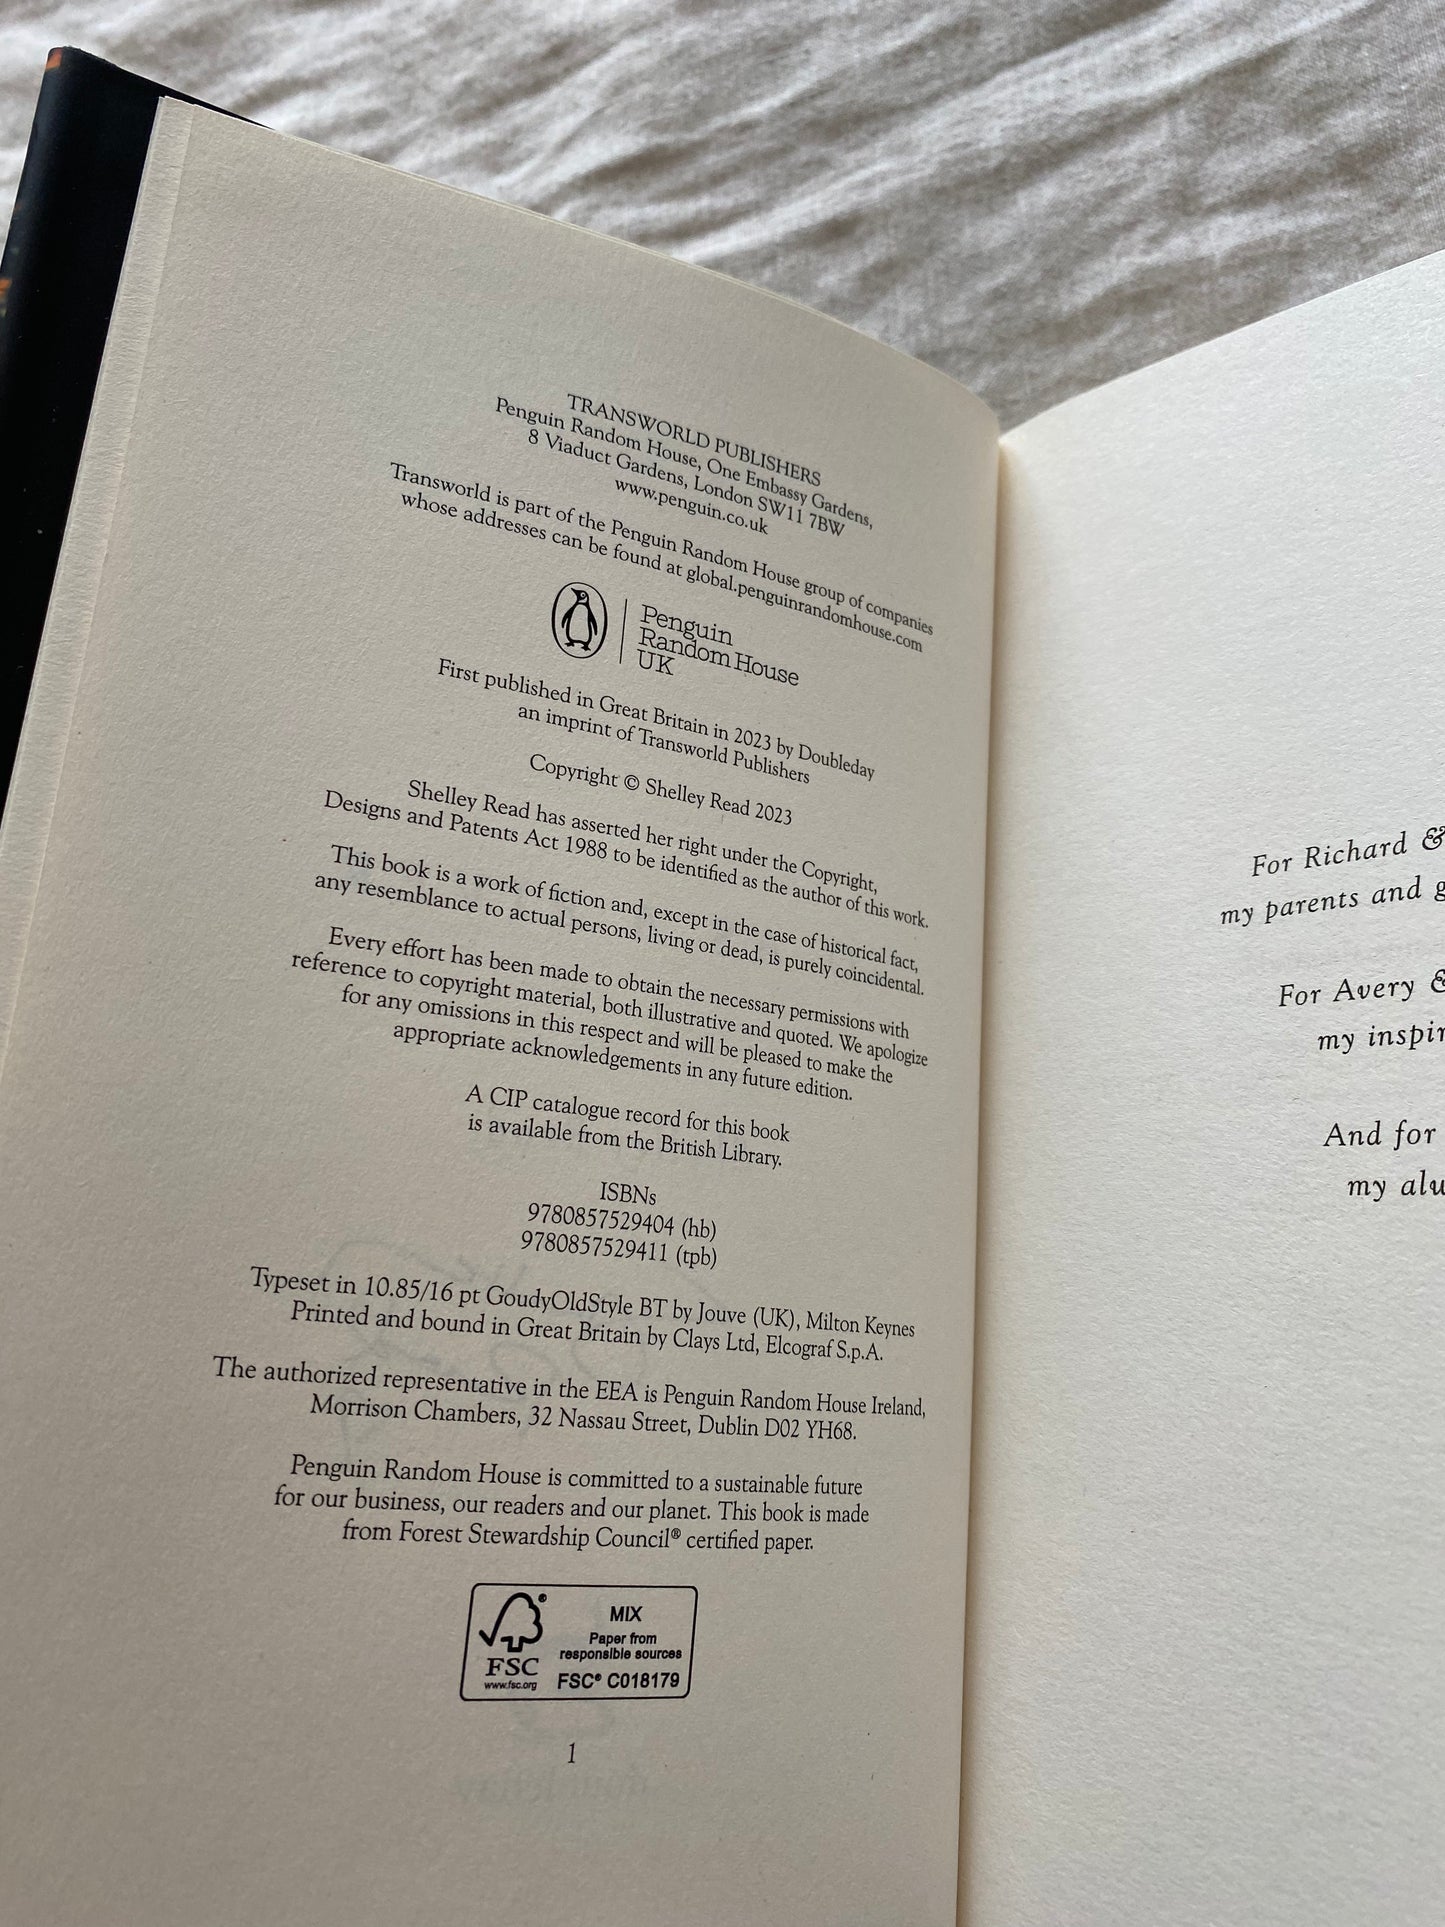 TRANSWORLD PUBLISHERS
Penguin Random House, One Embassy Gardens,
8 Viaduct Gardens, London SW11 7BW
www.penguin.co.uk
Transworld is part of the Penguin Random House group of companies
whose addresses can be found at global.penguinrandomhouse.com
Penguin
Random House
UK
First published in Great Britain in 2023 by Doubleday
an imprint of Transworld Publishers
Copyright © Shelley Read 2023
Shelley Read has asserted her right under the Copyright,
Designs and Patents Act 1988 to be identified as the author of this work.
This book is a work of fiction and, except in the case of historical fact,
any resemblance to actual persons, living or dead, is purely coincidental.
Every effort has been made to obtain the necessary permissions with
reference to copyright material, both illustrative and quoted. We apologize
for any omissions in this respect and will be pleased to make the
appropriate acknowledgements in any future edition.
A CIP catalogue record for this book
is available from the British Library.
ISBNs
9780857529404 (hb)
9780857529411 (tpb)
Typeset in 10.85/16 pt GoudyOldStyle BT by Jouve (UK), Milton Keynes
Printed and bound in Great Britain by Clays Ltd, Elcograf S.p.A.
The authorized representative in the EEA is Penguin Random House Ireland,
Morrison Chambers, 32 Nassau Street, Dublin D02 YH68.
Penguin Random House is committed to a sustainable future
for our business, our readers and our planet. This book is made
from Forest Stewardship Council® certified paper.
FSC
www.fsc.org
MIX
Paper from
responsible sources
FSC® C018179
1
For Richard &
my parents and g
For Avery &
my inspir
And for
my alw